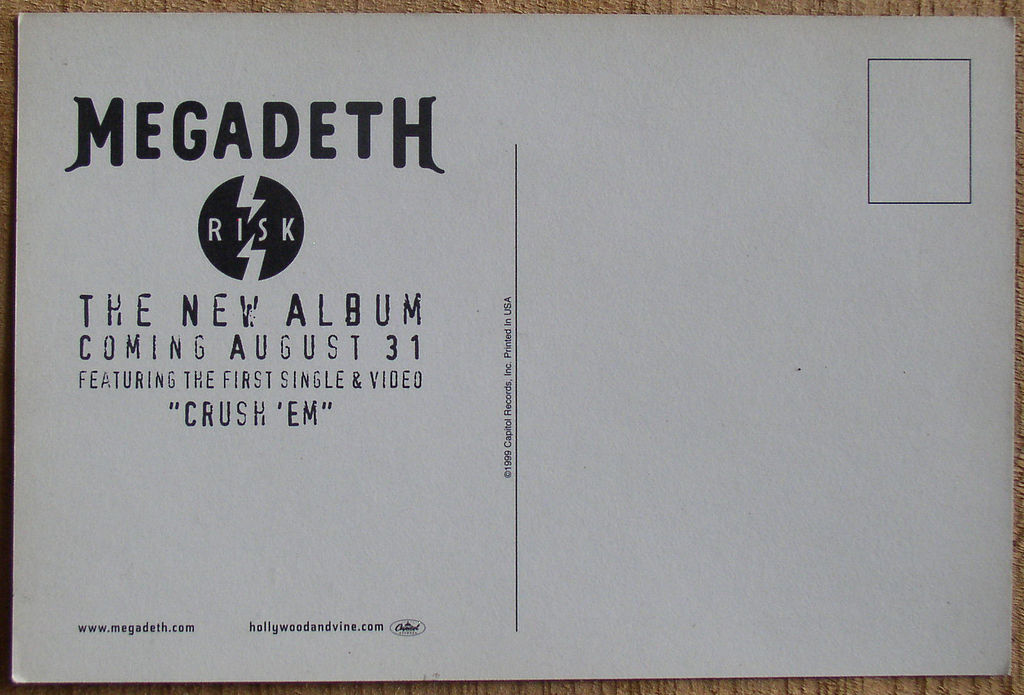 MEGADETH
RISK
THE NEW ALBUM
COMING AUGUST 31
FEATURING THE FIRST SINGLE & VIDEO
"CRUSH 'EM"
©1999 Capitol Records, Inc. Printed In USA
www.megadeth.com
hollywoodandvine.com Capitol